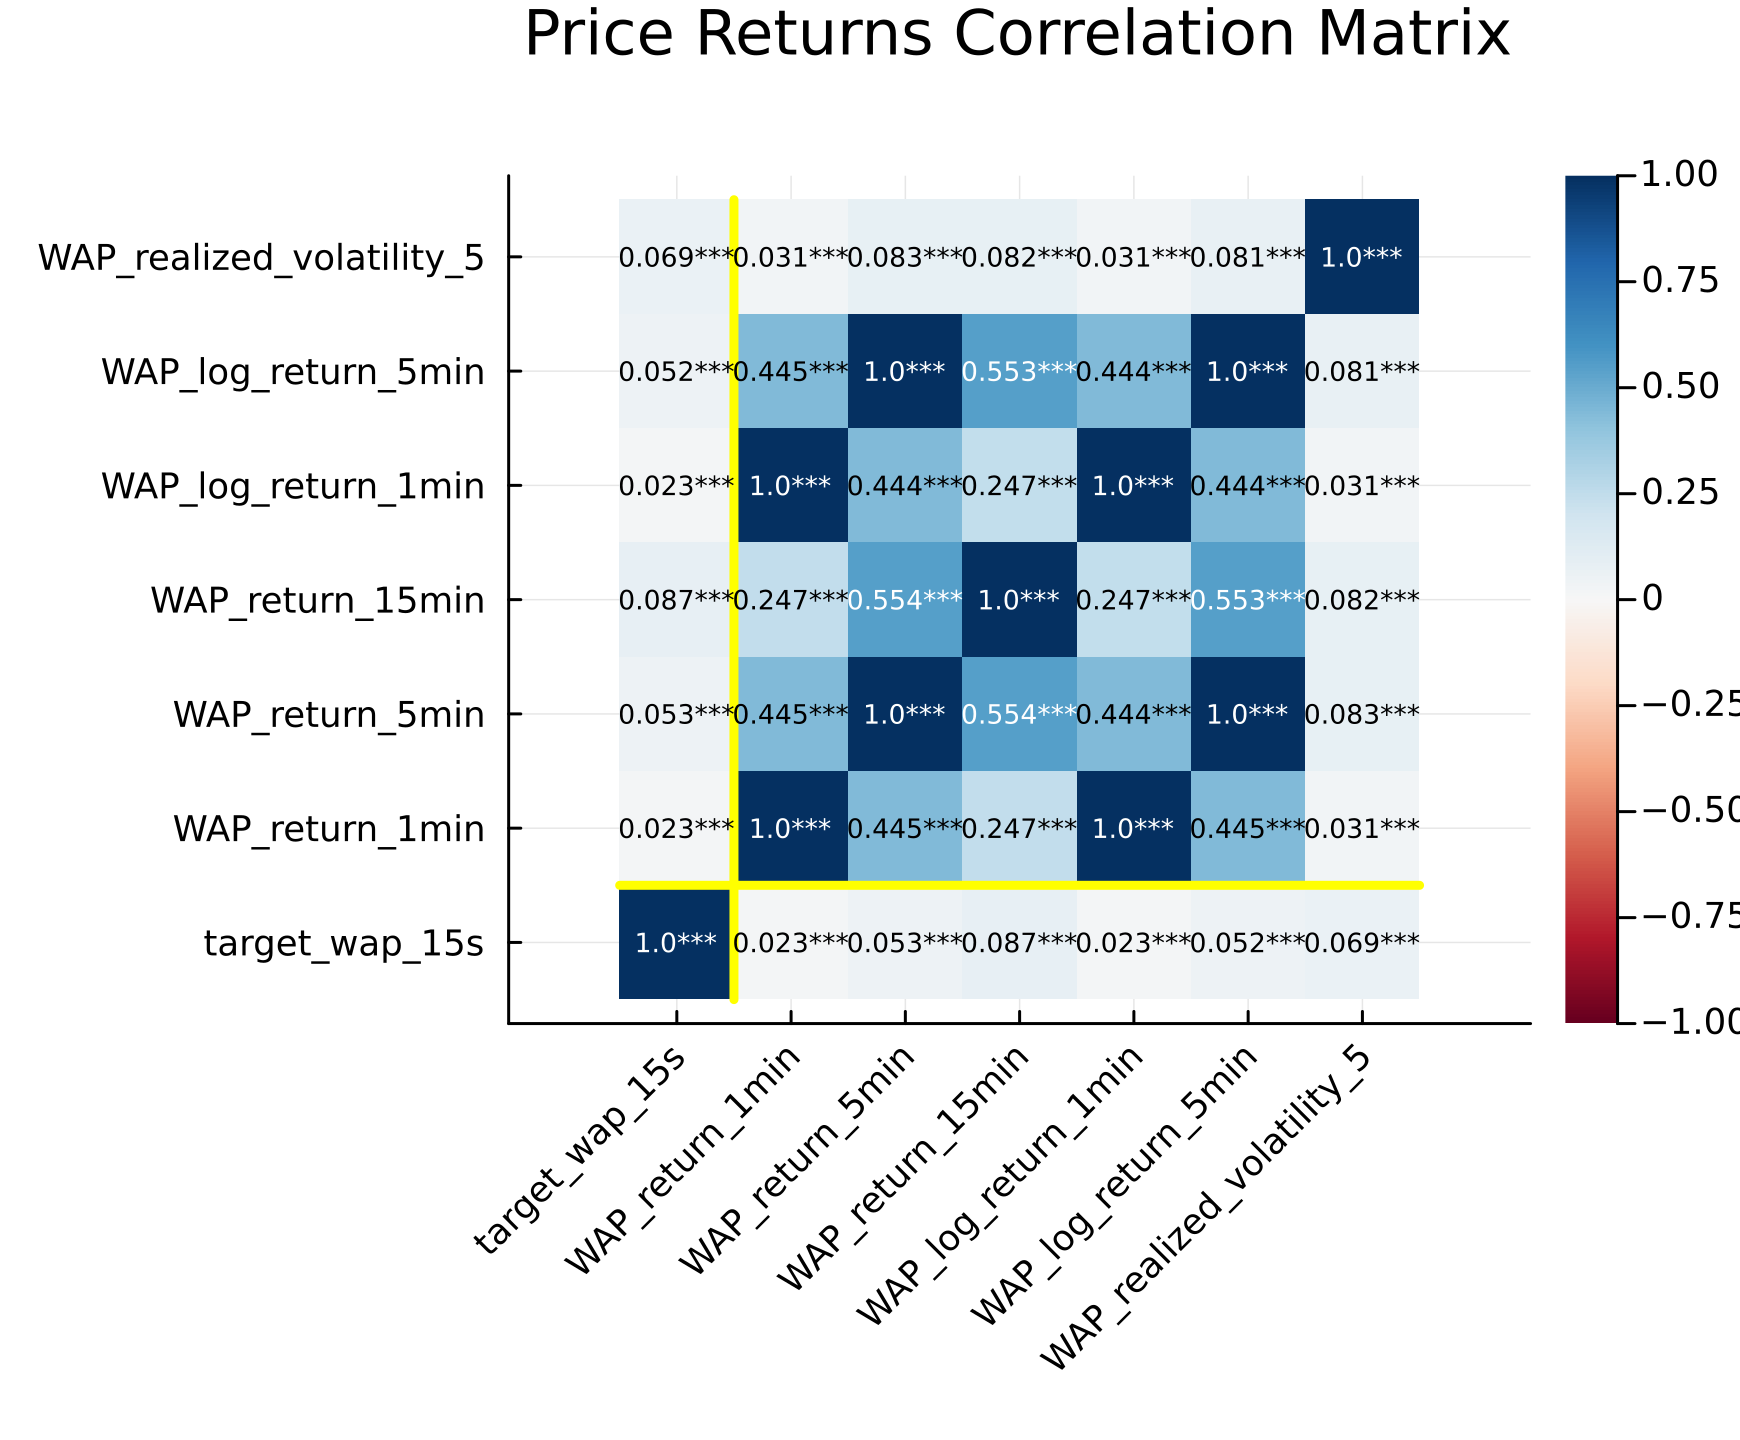 Price Returns Correlation Matrix
WAP_realized_volatility_5 0.069*** 0.031*** 0.083*** 0.082*** 0.031*** 0.081*** 1.0***
WAP_log_return_5min 0.052*** 0.445*** 1.0*** 0.553*** 0.444*** 1.0*** 0.081***
WAP_log_return_1min 0.023*** 1.0*** 0.444*** 0.247*** 1.0*** 0.444*** 0.031***
WAP_return_15min 0.087*** 0.247*** 0.554*** 1.0*** 0.247*** 0.553*** 0.082***
WAP_return_5min 0.053*** 0.445*** 1.0*** 0.554*** 0.444*** 1.0*** 0.083***
WAP_return_1min 0.023*** 1.0*** 0.445*** 0.247*** 1.0*** 0.445*** 0.031***
target_wap_15s 1.0*** 0.023*** 0.053*** 0.087*** 0.023*** 0.052*** 0.069***
target_wap_15s
WAP_return_1min
WAP_return_5min
WAP_return_15min
WAP_log_return_1min
WAP_log_return_5min
WAP_realized_volatility_5
1.00
0.75
0.50
0.25
0
−0.25
−0.50
−0.75
−1.00